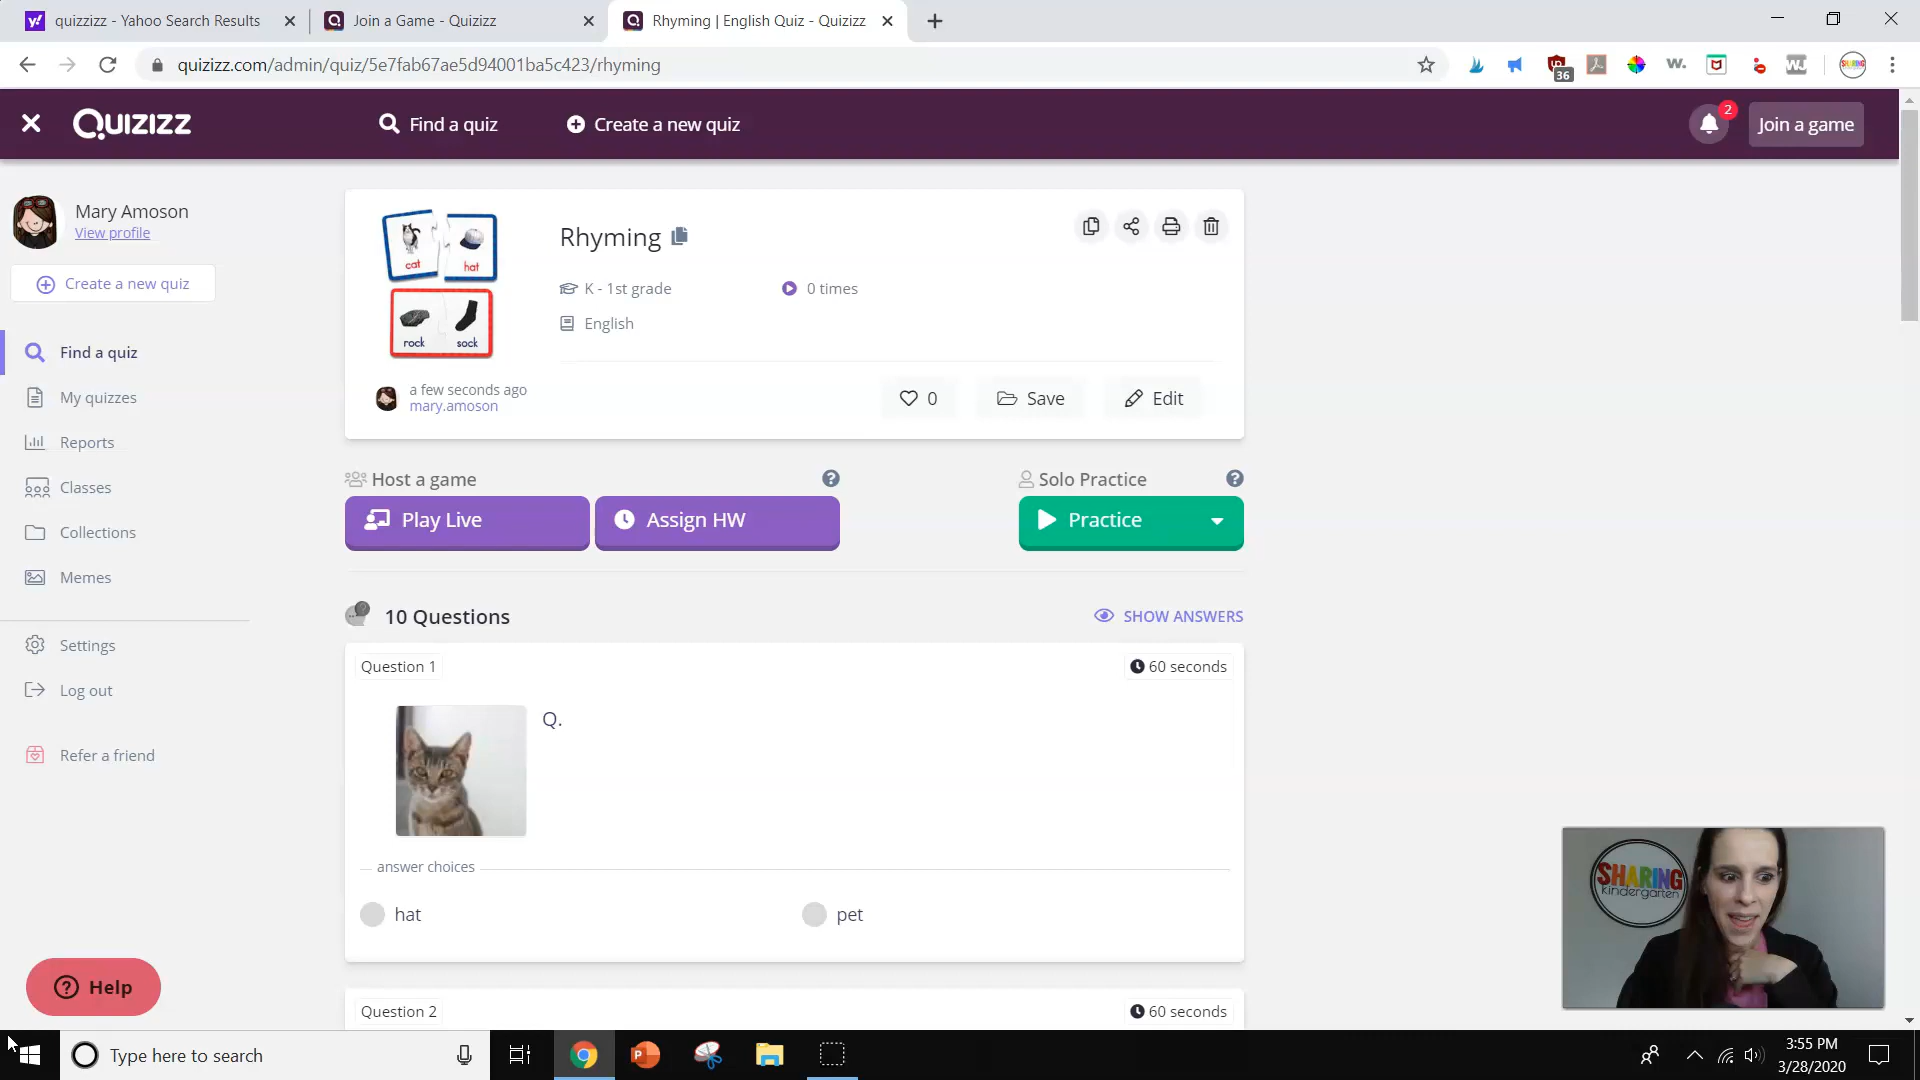 quizzizz - Yahoo Search Results
Join a Game - Quizizz
Rhyming | English Quiz - Quizizz
quizizz.com/admin/quiz/5e7fab67ae5d94001ba5c423/rhyming
36
W.
WJ
SHARING
Quizizz
Find a quiz
Create a new quiz
2
Join a game
Mary Amoson
View profile
Create a new quiz
Find a quiz
My quizzes
Reports
Classes
Collections
Memes
Settings
Log out
Refer a friend
Help
cat
hat
rock
sock
Rhyming
K - 1st grade
0 times
English
a few seconds ago
mary.amoson
0
Save
Edit
Host a game
Solo Practice
Play Live
Assign HW
Practice
10 Questions
SHOW ANSWERS
Question 1
60 seconds
Q.
answer choices
hat
pet
Question 2
60 seconds
SHARING
kindergarten
Type here to search
3:55 PM
3/28/2020